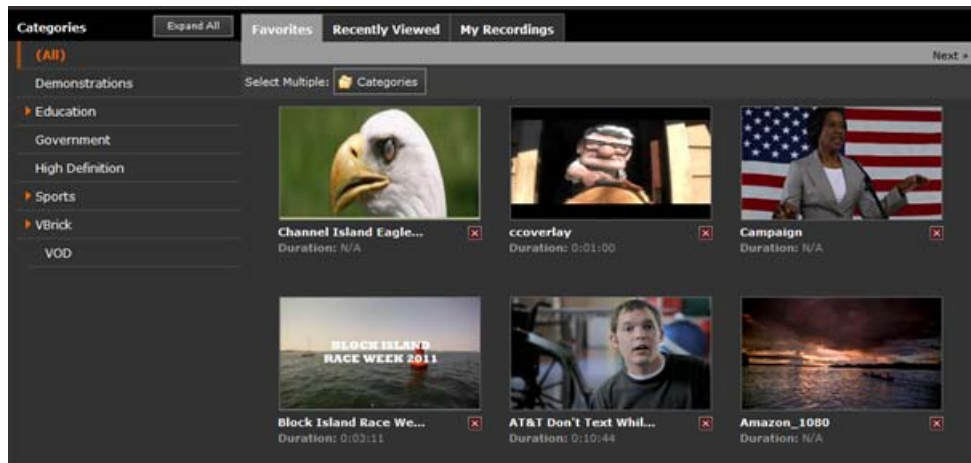 Categories
Expand All
Favorites
Recently Viewed
My Recordings
(All)
Next »
Demonstrations
Select Multiple:
Categories
Education
Government
High Definition
Sports
VBrick
VOD
Channel Island Eagle...
Duration: N/A
ccoverlay
Duration: 0:01:00
Campaign
Duration: N/A
BLOCK ISLAND
RACE WEEK 2011
Block Island Race We...
Duration: 0:03:11
AT&T Don't Text Whil...
Duration: 0:10:44
Amazon_1080
Duration: N/A